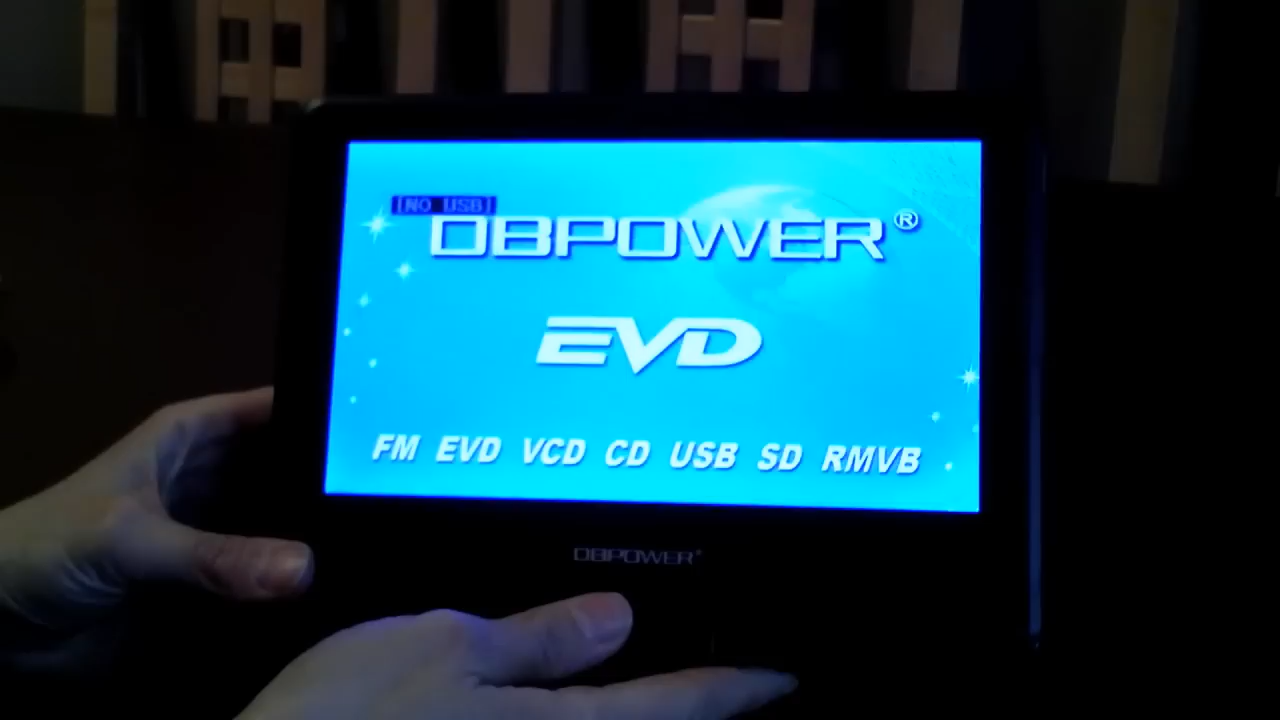 [NO USB]
DBPOWER®
EVD
FM EVD VCD CD USB SD RMVB
DBPOWER®